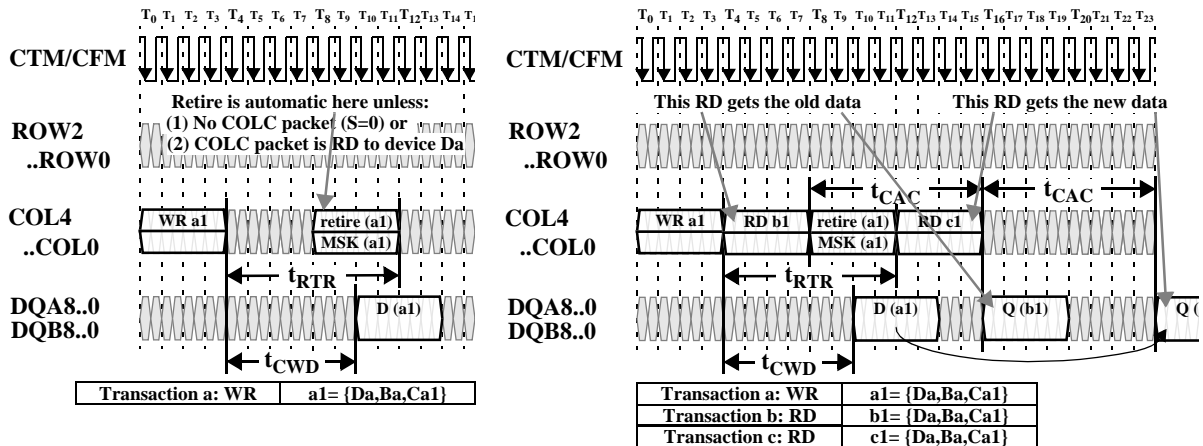 T0 T1 T2 T3 T4 T5 T6 T7 T8 T9 T10 T11 T12 T13 T14
CTM/CFM
Retire is automatic here unless:
(1) No COLC packet (S=0) or
(2) COLC packet is RD to device Da
ROW2
..ROW0
COL4
..COL0
WR a1
retire (a1)
MSK (a1)
tRTR
DQA8..0
DQB8..0
D (a1)
tCWD
Transaction a: WR a1= {Da,Ba,Ca1}
T0 T1 T2 T3 T4 T5 T6 T7 T8 T9 T10 T11 T12 T13 T14 T15 T16 T17 T18 T19 T20 T21 T22 T23
CTM/CFM
This RD gets the old data
This RD gets the new data
ROW2
..ROW0
tCAC
tCAC
COL4
..COL0
WR a1
RD b1
retire (a1)
MSK (a1)
RD c1
tRTR
DQA8..0
DQB8..0
D (a1)
Q (b1)
Q (
tCWD
Transaction a: WR a1= {Da,Ba,Ca1}
Transaction b: RD b1= {Da,Ba,Ca1}
Transaction c: RD c1= {Da,Ba,Ca1}